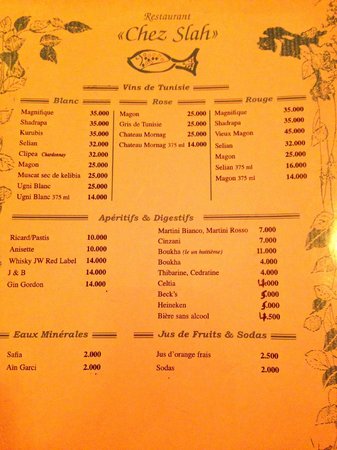 Restaurant
«Chez Slah»
Vins de Tunisie
Blanc
Magnifique 35.000
Shadrapa 35.000
Kurubis 35.000
Selian 32.000
Clipea Chardonnay 32.000
Magon 25.000
Muscat sec de kelibia 25.000
Ugni Blanc 25.000
Ugni Blanc 375 ml 14.000
Rose
Magon 25.000
Gris de Tunisie 25.000
Chateau Mornag 25.000
Chateau Mornag 375 ml 14.000
Rouge
Magnifique 35.000
Shadrapa 35.000
Vieux Magon 45.000
Selian 32.000
Magon 25.000
Selian 375 ml 16.000
Magon 375 ml 14.000
Apéritifs & Digestifs
Ricard/Pastis 10.000
Anisette 10.000
Whisky JW Red Label 14.000
J & B 14.000
Gin Gordon 14.000
Martini Bianco, Martini Rosso 7.000
Cinzani 7.000
Boukha (le un huitième) 11.000
Boukha 4.000
Thibarine, Cedratine 4.000
Celtia 4.000
Beck's 5.000
Heineken 5.000
Bière sans alcool 4.500
Eaux Minérales
Safia 2.000
Ain Garci 2.000
Jus de Fruits & Sodas
Jus d'orange frais 2.500
Sodas 2.000